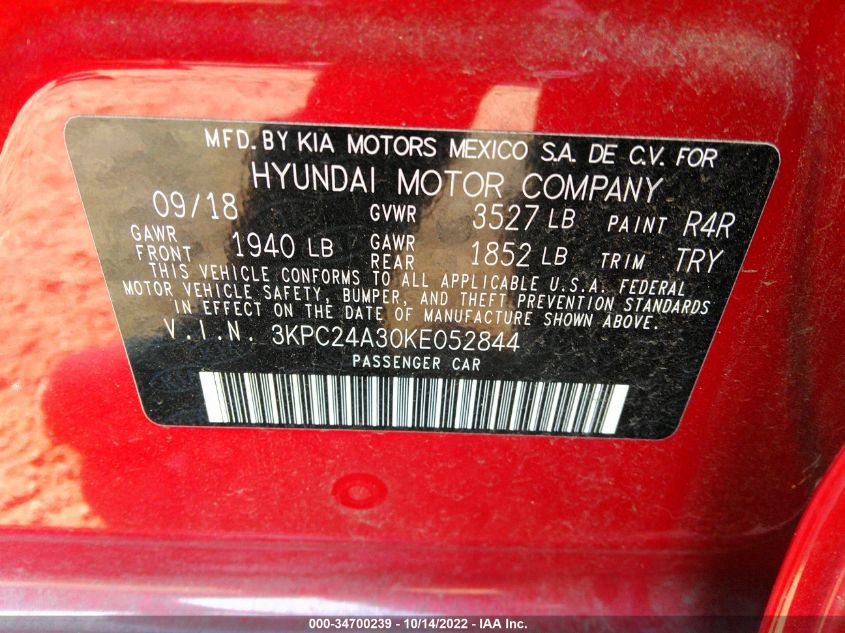 MFD. BY KIA MOTORS MEXICO S.A. DE C.V. FOR
HYUNDAI MOTOR COMPANY
09/18 GVWR 3527 LB PAINT R4R
GAWR FRONT 1940 LB GAWR REAR 1852 LB TRIM TRY
THIS VEHICLE CONFORMS TO ALL APPLICABLE U.S.A. FEDERAL
MOTOR VEHICLE SAFETY, BUMPER, AND THEFT PREVENTION STANDARDS
IN EFFECT ON THE DATE OF MANUFACTURE SHOWN ABOVE.
V.I.N. 3KPC24A30KE052844
PASSENGER CAR
000-34700239 - 10/14/2022 - IAA Inc.